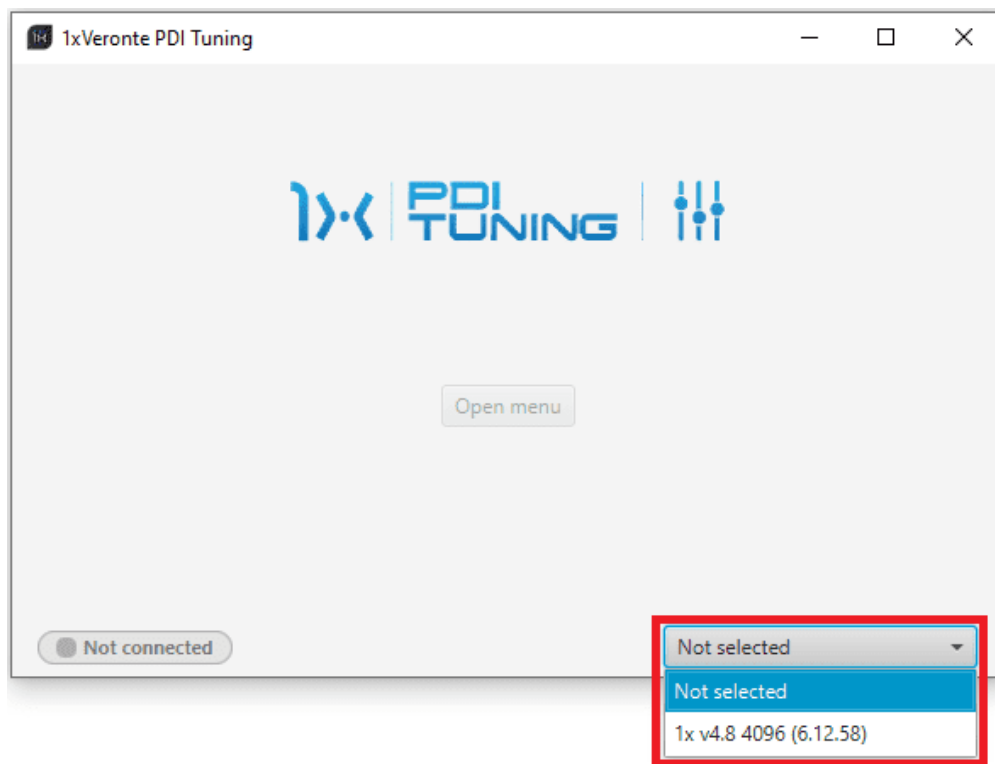 1xVeronte PDI Tuning
1x PDI
TUNING
Open menu
Not connected
Not selected
Not selected
1x v4.8 4096 (6.12.58)